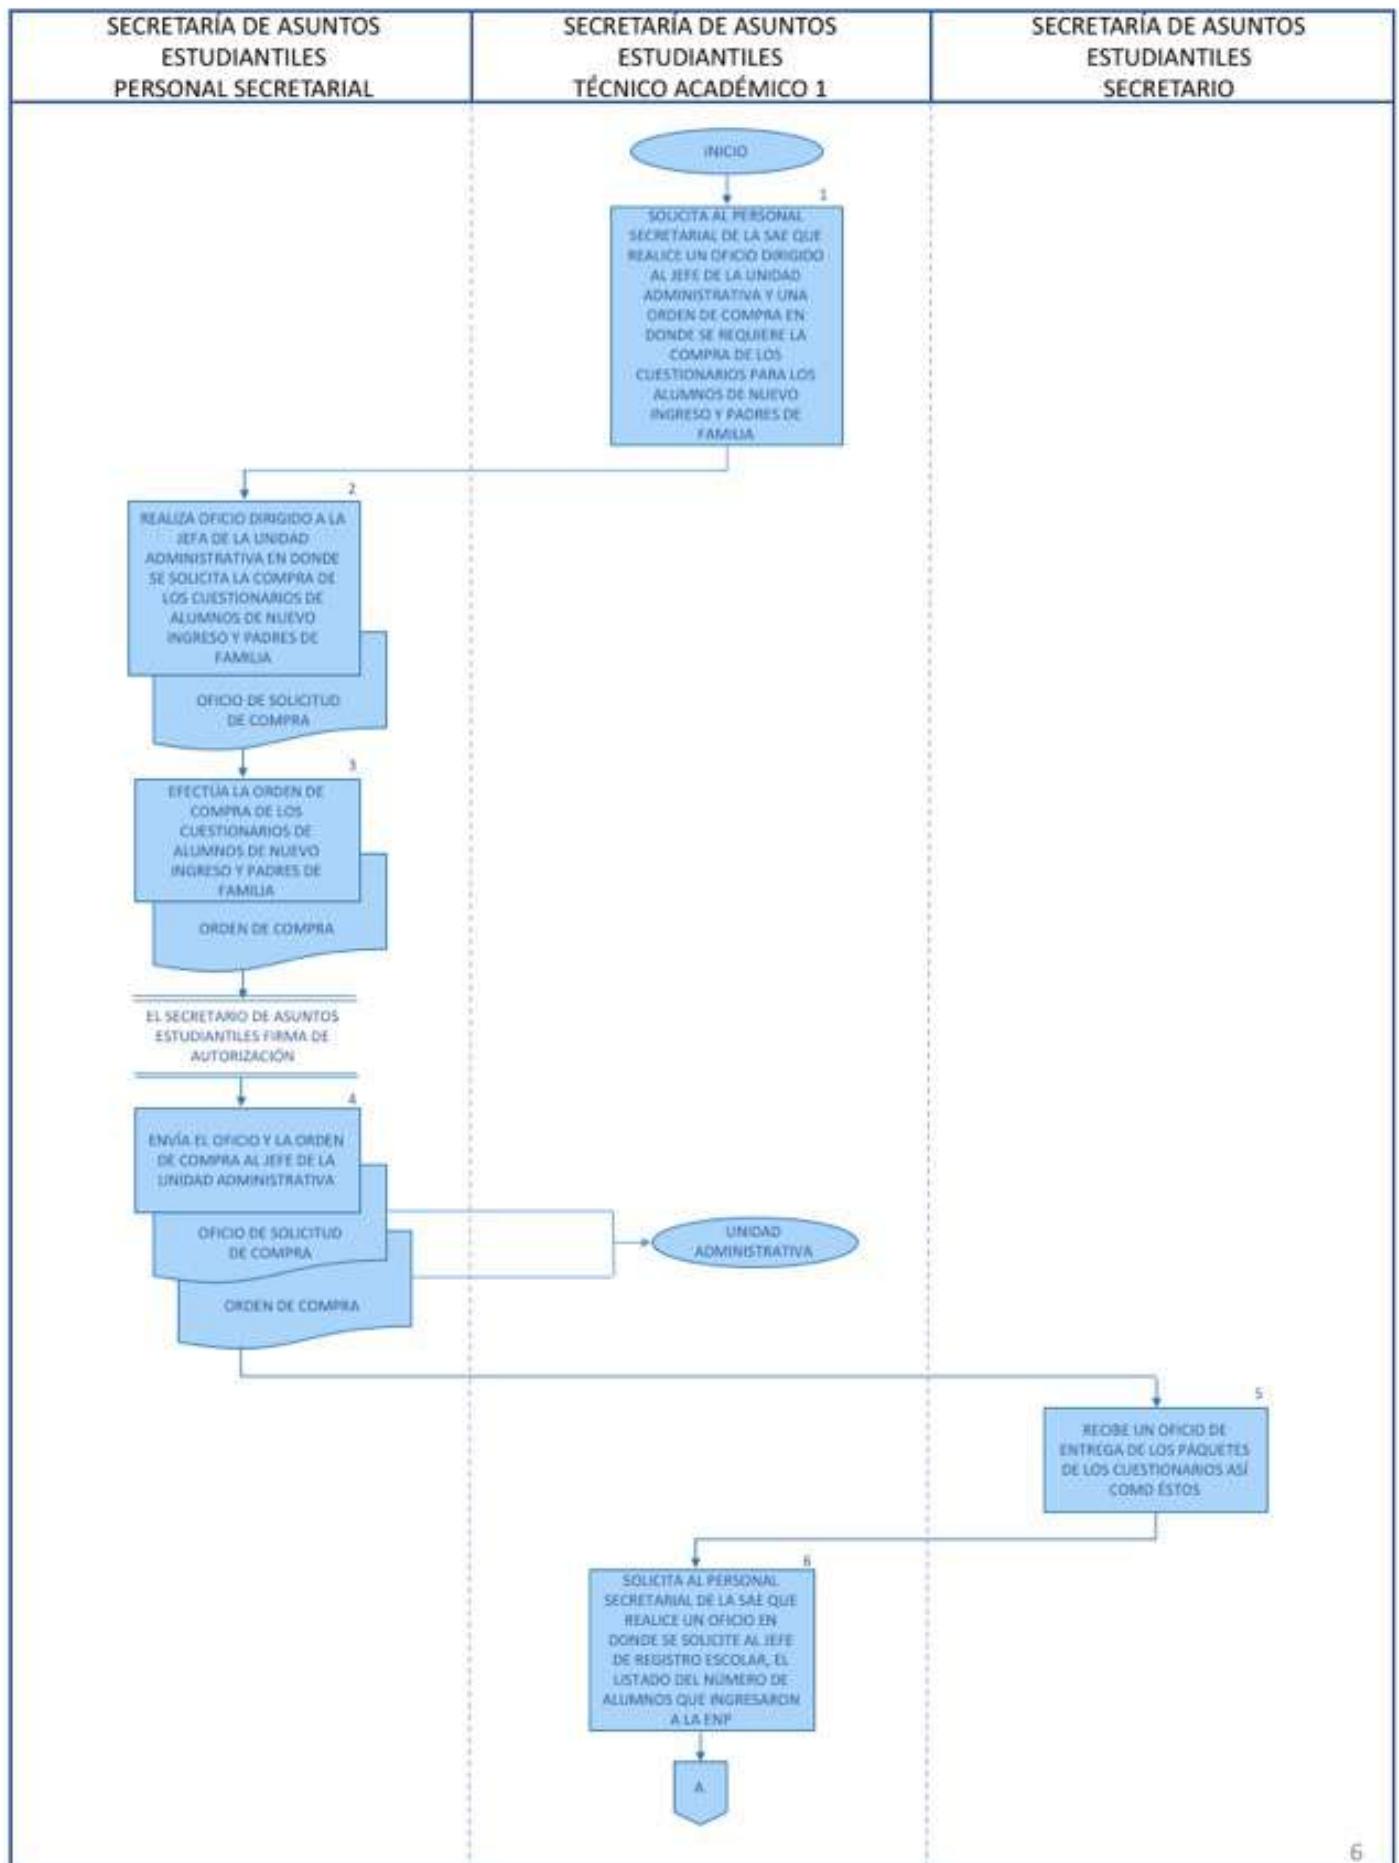 SECRETARÍA DE ASUNTOS
ESTUDIANTILES
PERSONAL SECRETARIAL
SECRETARÍA DE ASUNTOS
ESTUDIANTILES
TÉCNICO ACADÉMICO 1
SECRETARÍA DE ASUNTOS
ESTUDIANTILES
SECRETARIO
INICIO
1
SOLICITA AL PERSONAL
SECRETARIAL DE LA SAE QUE
REALICE UN OFICIO DIRIGIDO
AL JEFE DE LA UNIDAD
ADMINISTRATIVA Y UNA
ORDEN DE COMPRA EN
DONDE SE REQUIERE LA
COMPRA DE LOS
CUESTIONARIOS PARA LOS
ALUMNOS DE NUEVO
INGRESO Y PADRES DE
FAMILIA
2
REALIZA OFICIO DIRIGIDO A LA
JEFA DE LA UNIDAD
ADMINISTRATIVA EN DONDE
SE SOLICITA LA COMPRA DE
LOS CUESTIONARIOS DE
ALUMNOS DE NUEVO
INGRESO Y PADRES DE
FAMILIA
OFICIO DE SOLICITUD
DE COMPRA
3
EFECTÚA LA ORDEN DE
COMPRA DE LOS
CUESTIONARIOS DE
ALUMNOS DE NUEVO
INGRESO Y PADRES DE
FAMILIA
ORDEN DE COMPRA
EL SECRETARIO DE ASUNTOS
ESTUDIANTILES FIRMA DE
AUTORIZACIÓN
4
ENVÍA EL OFICIO Y LA ORDEN
DE COMPRA AL JEFE DE LA
UNIDAD ADMINISTRATIVA
OFICIO DE SOLICITUD
DE COMPRA
ORDEN DE COMPRA
UNIDAD
ADMINISTRATIVA
5
RECIBE UN OFICIO DE
ENTREGA DE LOS PAQUETES
DE LOS CUESTIONARIOS ASÍ
COMO ÉSTOS
6
SOLICITA AL PERSONAL
SECRETARIAL DE LA SAE QUE
REALICE UN OFICIO EN
DONDE SE SOLICITE AL JEFE
DE REGISTRO ESCOLAR, EL
LISTADO DEL NÚMERO DE
ALUMNOS QUE INGRESARON
A LA ENP
A
6